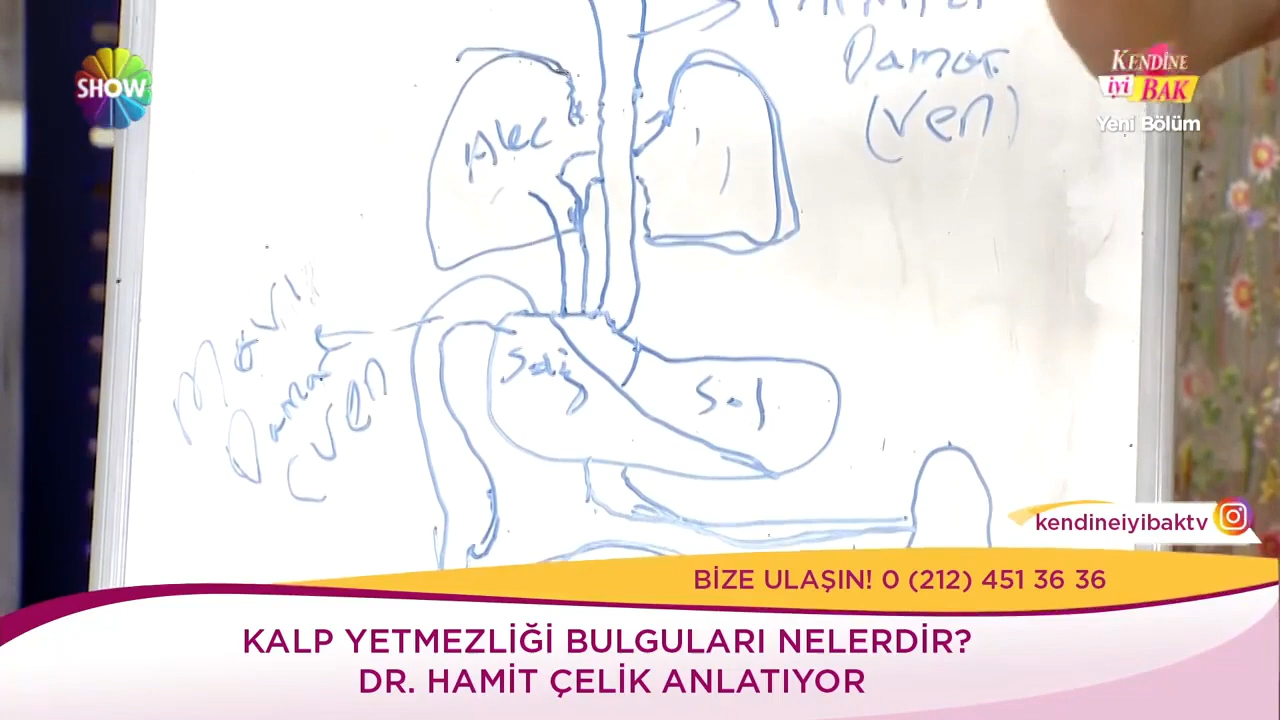 SHOW
KENDİNE
iyi BAK
Yeni Bölüm
Damar
(Ven)
Akc
Mavi
Damar
(Ven
Sağ
Sol
kendineiyibaktv
BİZE ULAŞIN! 0 (212) 451 36 36
KALP YETMEZLİĞİ BULGULARI NELERDİR?
DR. HAMİT ÇELİK ANLATIYOR